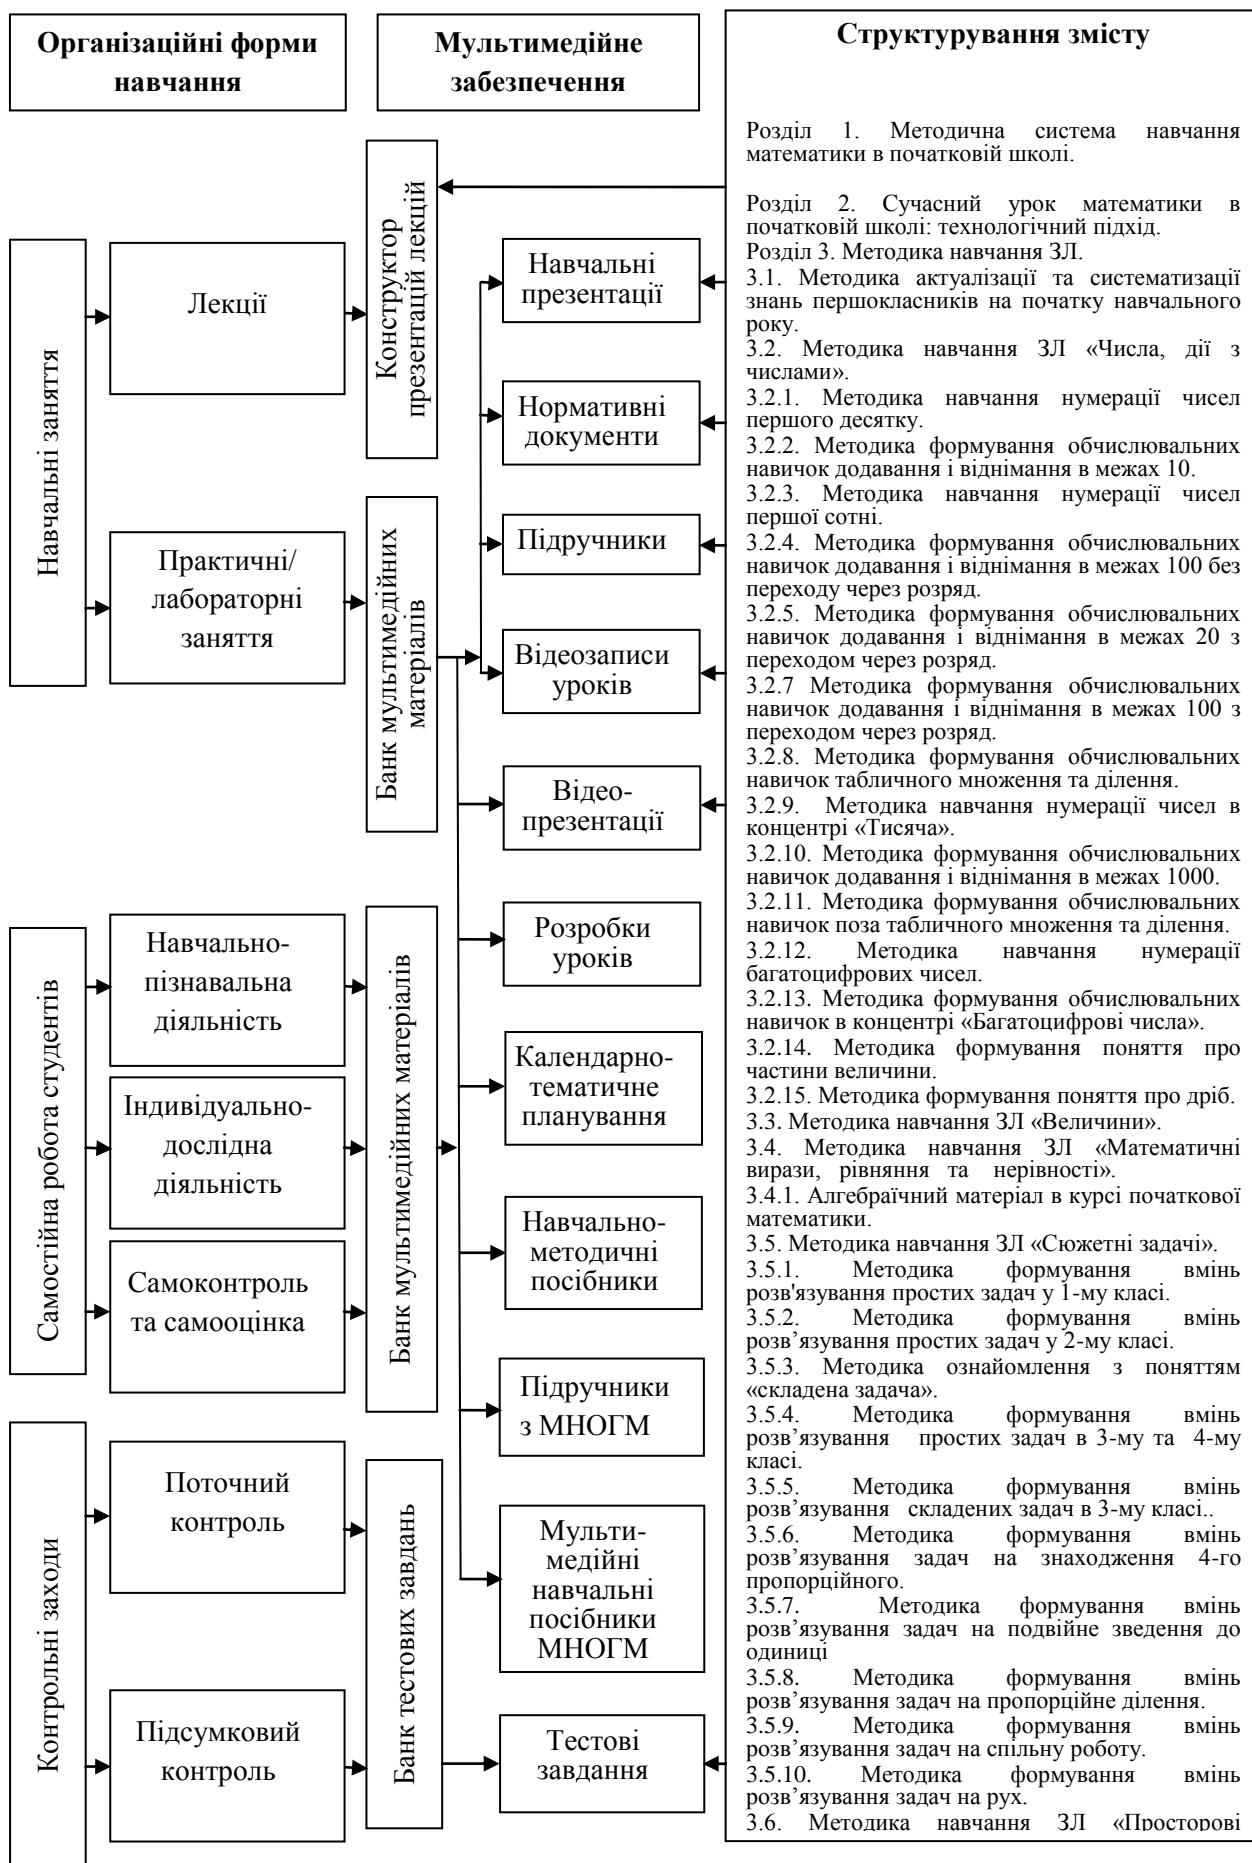 Організаційні форми
навчання
Мультимедійне
забезпечення
Структурування змісту
Навчальні заняття
Лекції
Практичні/
лабораторні
заняття
Конструктор
презентацій лекцій
Банк мультимедійних
матеріалів
Самостійна робота студентів
Навчально-
пізнавальна
діяльність
Індивідуально-
дослідна
діяльність
Самоконтроль
та самооцінка
Банк мультимедійних матеріалів
Контрольні заходи
Поточний
контроль
Підсумковий
контроль
Банк тестових завдань
Навчальні
презентації
Нормативні
документи
Підручники
Відеозаписи
уроків
Відео-
презентації
Розробки
уроків
Календарно-
тематичне
планування
Навчально-
методичні
посібники
Підручники
з МНОГМ
Мульти-
медійні
навчальні
посібники
МНОГМ
Тестові
завдання
Розділ 1. Методична система навчання
математики в початковій школі.
Розділ 2. Сучасний урок математики в
початковій школі: технологічний підхід.
Розділ 3. Методика навчання ЗЛ.
3.1. Методика актуалізації та систематизації
знань першокласників на початку навчального
року.
3.2. Методика навчання ЗЛ «Числа, дії з
числами».
3.2.1. Методика навчання нумерації чисел
першого десятку.
3.2.2. Методика формування обчислювальних
навичок додавання і віднімання в межах 10.
3.2.3. Методика навчання нумерації чисел
першої сотні.
3.2.4. Методика формування обчислювальних
навичок додавання і віднімання в межах 100 без
переходу через розряд.
3.2.5. Методика формування обчислювальних
навичок додавання і віднімання в межах 20 з
переходом через розряд.
3.2.7 Методика формування обчислювальних
навичок додавання і віднімання в межах 100 з
переходом через розряд.
3.2.8. Методика формування обчислювальних
навичок табличного множення та ділення.
3.2.9. Методика навчання нумерації чисел в
концентрі «Тисяча».
3.2.10. Методика формування обчислювальних
навичок додавання і віднімання в межах 1000.
3.2.11. Методика формування обчислювальних
навичок поза табличного множення та ділення.
3.2.12. Методика навчання нумерації
багатоцифрових чисел.
3.2.13. Методика формування обчислювальних
навичок в концентрі «Багатоцифрові числа».
3.2.14. Методика формування поняття про
частини величини.
3.2.15. Методика формування поняття про дріб.
3.3. Методика навчання ЗЛ «Величини».
3.4. Методика навчання ЗЛ «Математичні
вирази, рівняння та нерівності».
3.4.1. Алгебраїчний матеріал в курсі початкової
математики.
3.5. Методика навчання ЗЛ «Сюжетні задачі».
3.5.1. Методика формування вмінь
розв'язування простих задач у 1-му класі.
3.5.2. Методика формування вмінь
розв’язування простих задач у 2-му класі.
3.5.3. Методика ознайомлення з поняттям
«складена задача».
3.5.4. Методика формування вмінь
розв’язування простих задач в 3-му та 4-му
класі.
3.5.5. Методика формування вмінь
розв’язування складених задач в 3-му класі..
3.5.6. Методика формування вмінь
розв’язування задач на знаходження 4-го
пропорційного.
3.5.7. Методика формування вмінь
розв’язування задач на подвійне зведення до
одиниці
3.5.8. Методика формування вмінь
розв’язування задач на пропорційне ділення.
3.5.9. Методика формування вмінь
розв’язування задач на спільну роботу.
3.5.10. Методика формування вмінь
розв’язування задач на рух.
3.6. Методика навчання ЗЛ «Просторові